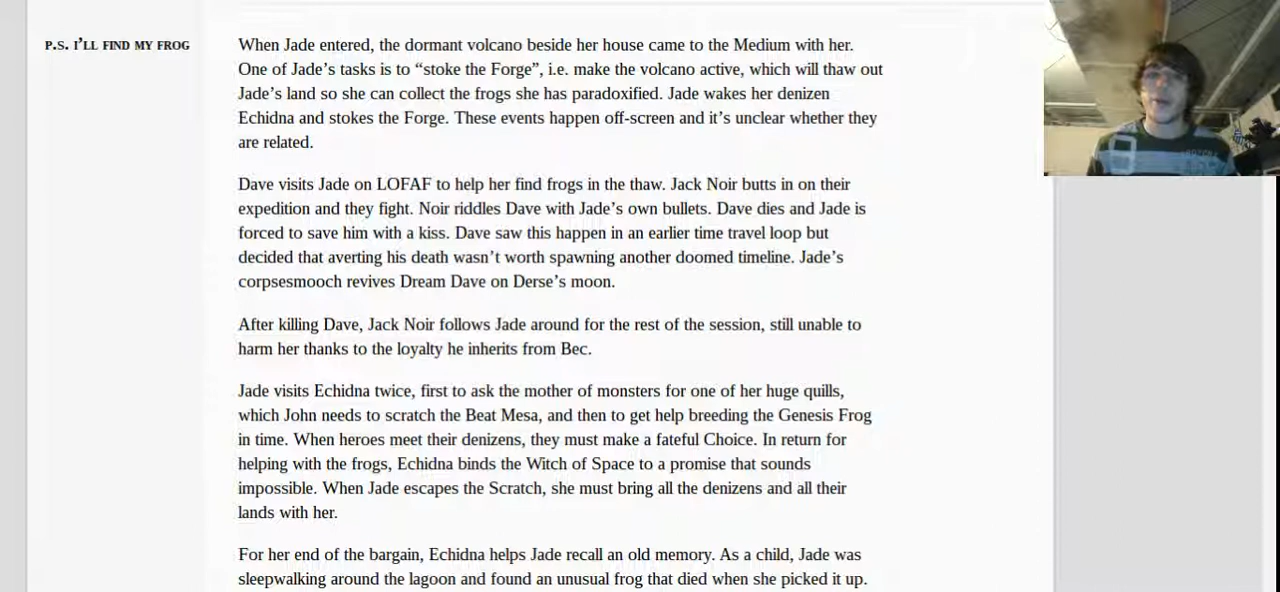 P.S. I’LL FIND MY FROG
When Jade entered, the dormant volcano beside her house came to the Medium with her.
One of Jade’s tasks is to “stoke the Forge”, i.e. make the volcano active, which will thaw out
Jade’s land so she can collect the frogs she has paradoxified. Jade wakes her denizen
Echidna and stokes the Forge. These events happen off-screen and it’s unclear whether they
are related.
Dave visits Jade on LOFAF to help her find frogs in the thaw. Jack Noir butts in on their
expedition and they fight. Noir riddles Dave with Jade’s own bullets. Dave dies and Jade is
forced to save him with a kiss. Dave saw this happen in an earlier time travel loop but
decided that averting his death wasn’t worth spawning another doomed timeline. Jade’s
corpsesmooch revives Dream Dave on Derse’s moon.
After killing Dave, Jack Noir follows Jade around for the rest of the session, still unable to
harm her thanks to the loyalty he inherits from Bec.
Jade visits Echidna twice, first to ask the mother of monsters for one of her huge quills,
which John needs to scratch the Beat Mesa, and then to get help breeding the Genesis Frog
in time. When heroes meet their denizens, they must make a fateful Choice. In return for
helping with the frogs, Echidna binds the Witch of Space to a promise that sounds
impossible. When Jade escapes the Scratch, she must bring all the denizens and all their
lands with her.
For her end of the bargain, Echidna helps Jade recall an old memory. As a child, Jade was
sleepwalking around the lagoon and found an unusual frog that died when she picked it up.